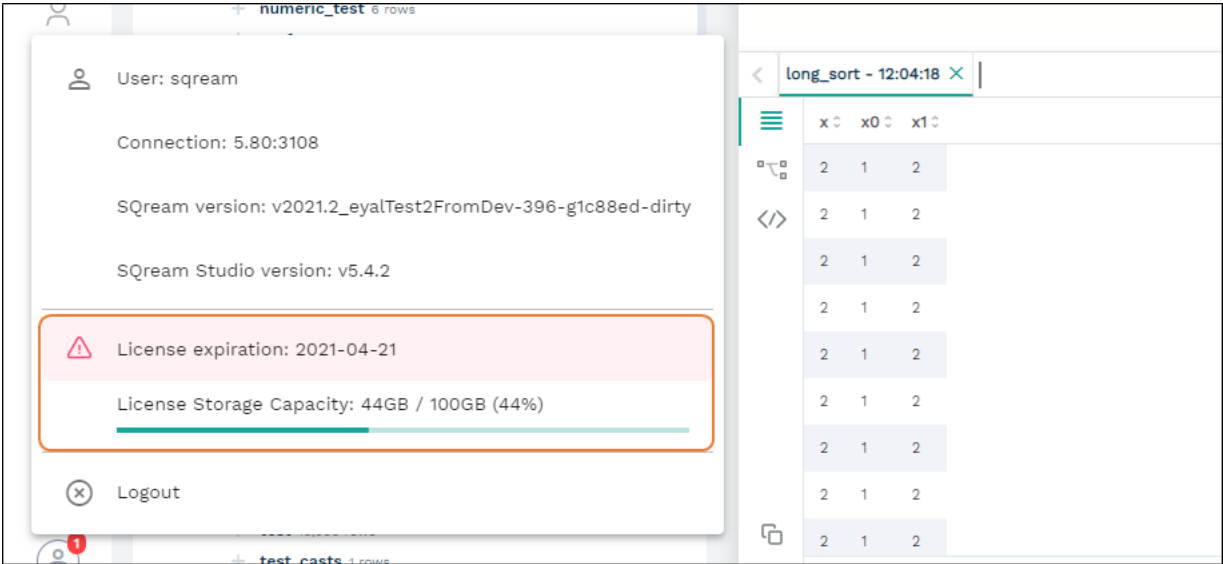 numeric_test 6 rows
User: sqream
Connection: 5.80:3108
SQream version: v2021.2_eyalTest2FromDev-396-g1c88ed-dirty
SQream Studio version: v5.4.2
License expiration: 2021-04-21
License Storage Capacity: 44GB / 100GB (44%)
Logout
1
test_casts 1 rows
long_sort - 12:04:18
x x0 x1
2 1 2
2 1 2
2 1 2
2 1 2
2 1 2
2 1 2
2 1 2
2 1 2
2 1 2